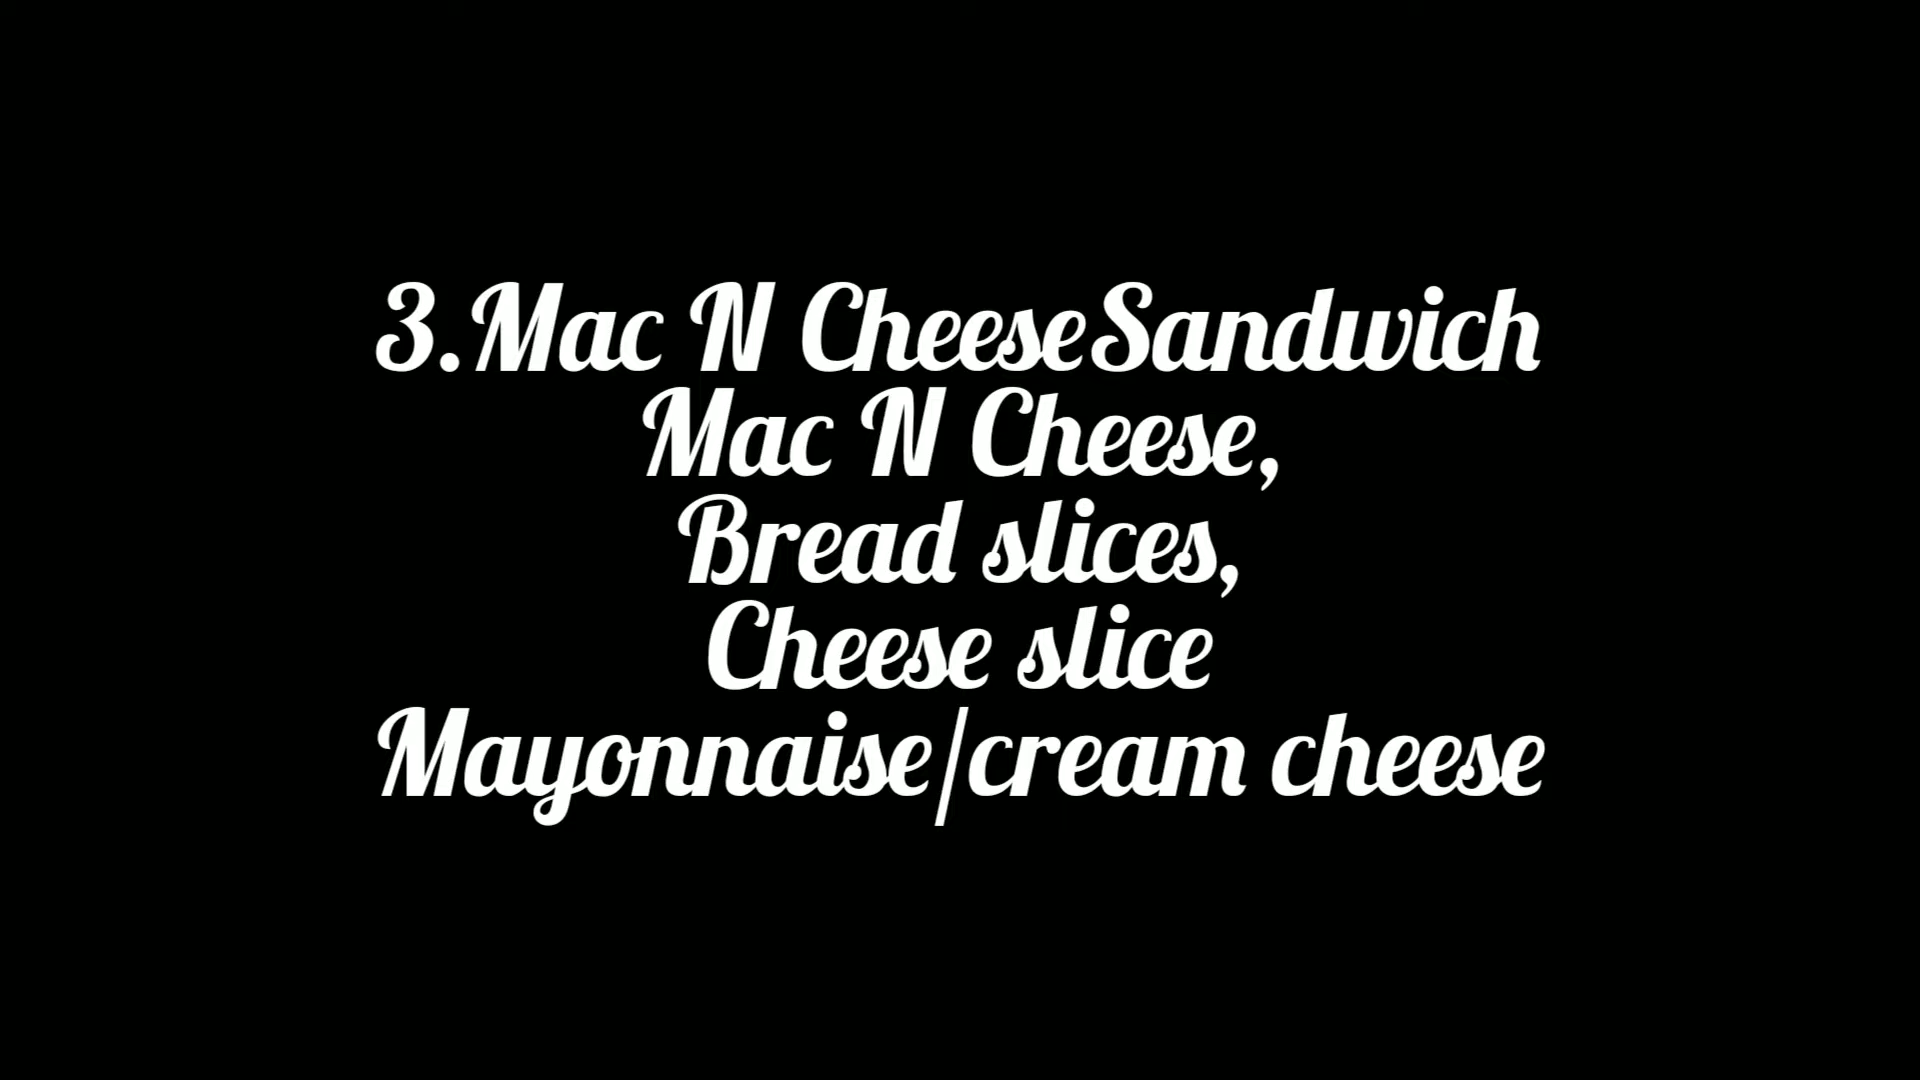 3.Mac N CheeseSandwich
Mac N Cheese,
Bread slices,
Cheese slice
Mayonnaise/cream cheese